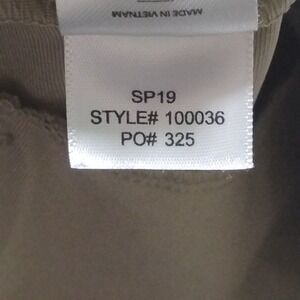 MADE IN VIETNAM
SP19
STYLE# 100036
PO# 325